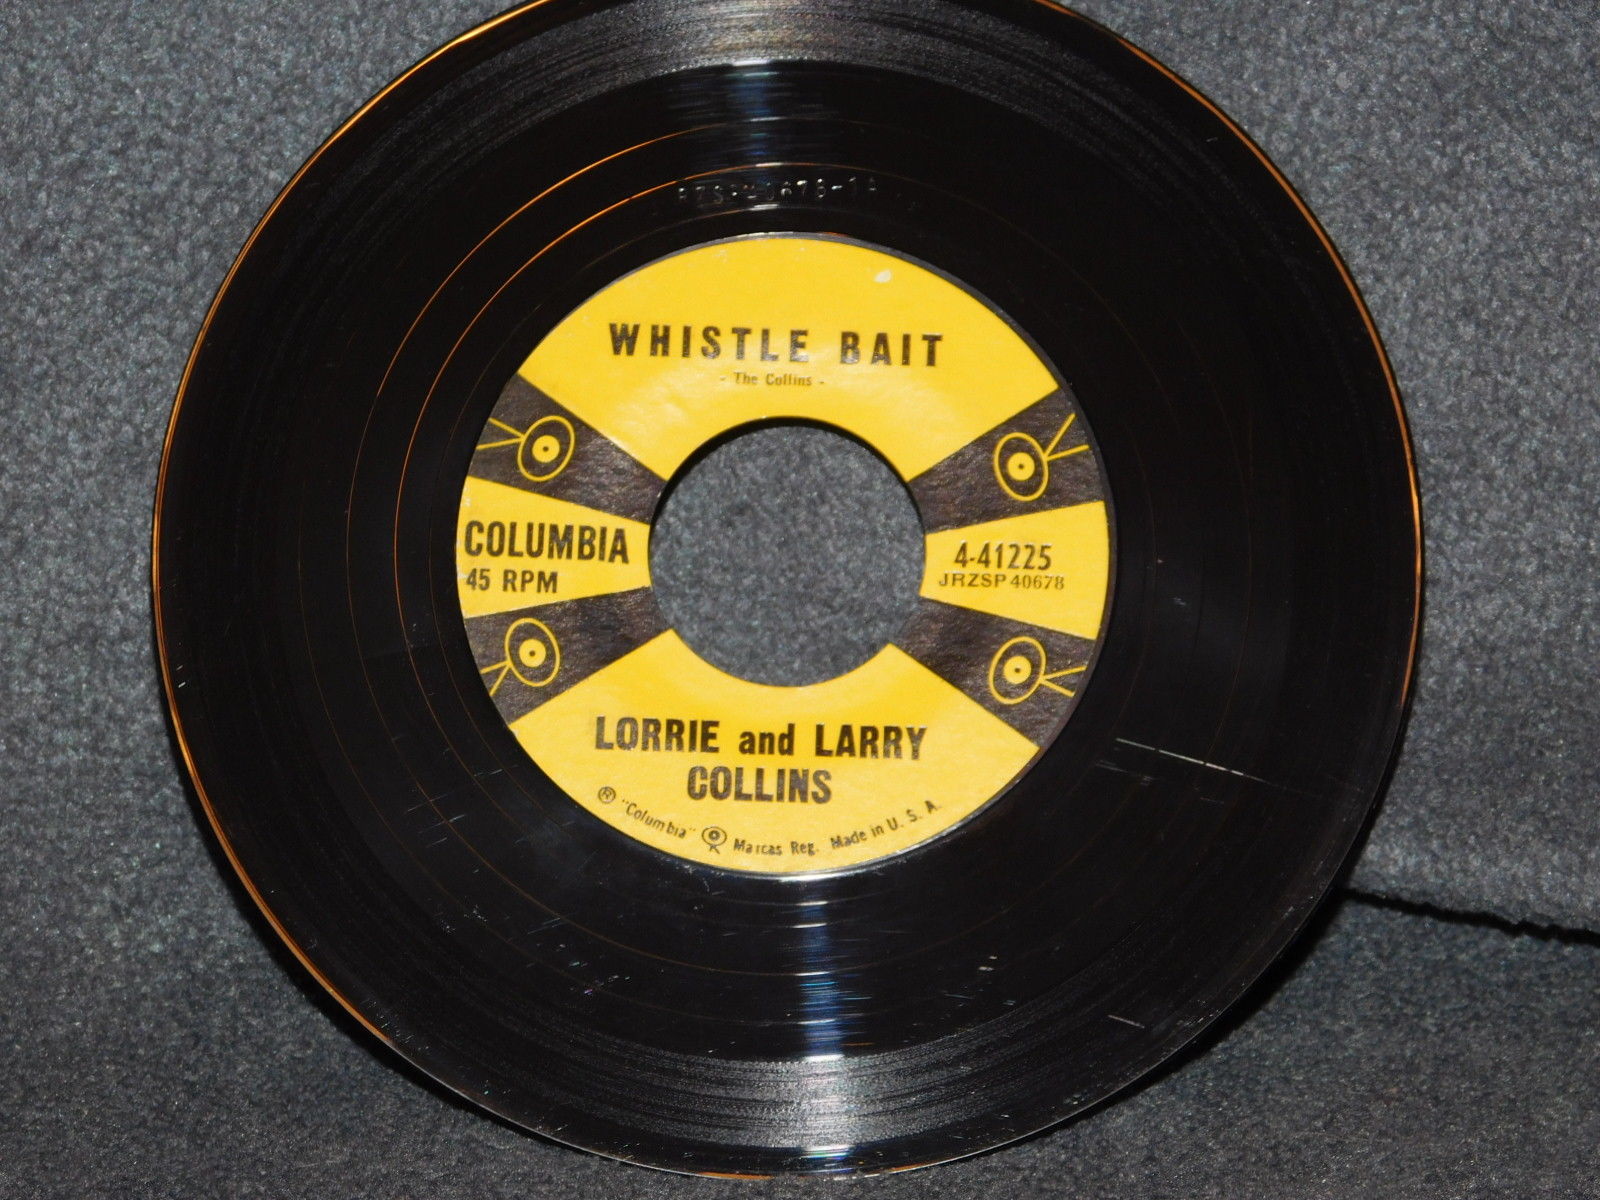 WHISTLE BAIT
- The Collins -
COLUMBIA
45 RPM
4-41225
JRZSP 40678
LORRIE and LARRY
COLLINS
® "Columbia" Marcas Reg. Made in U. S. A.